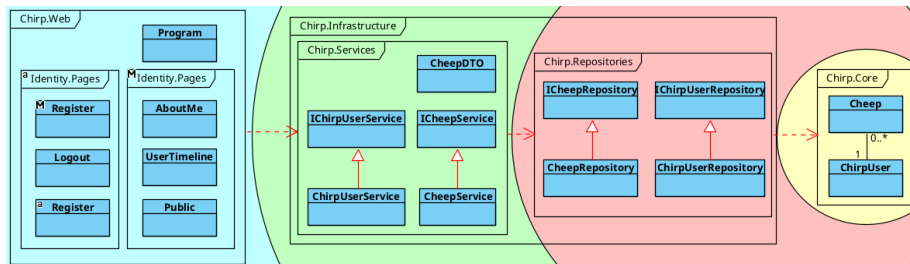 Chirp.Web
Program
a
Identity.Pages
M
Register
Logout
a
Register
M
Identity.Pages
AboutMe
UserTimeline
Public
Chirp.Infrastructure
Chirp.Services
CheepDTO
IChirpUserService
ICheepService
ChirpUserService
CheepService
Chirp.Repositories
ICheepRepository
IChirpUserRepository
CheepRepository
ChirpUserRepository
Chirp.Core
Cheep
0..*
1
ChirpUser